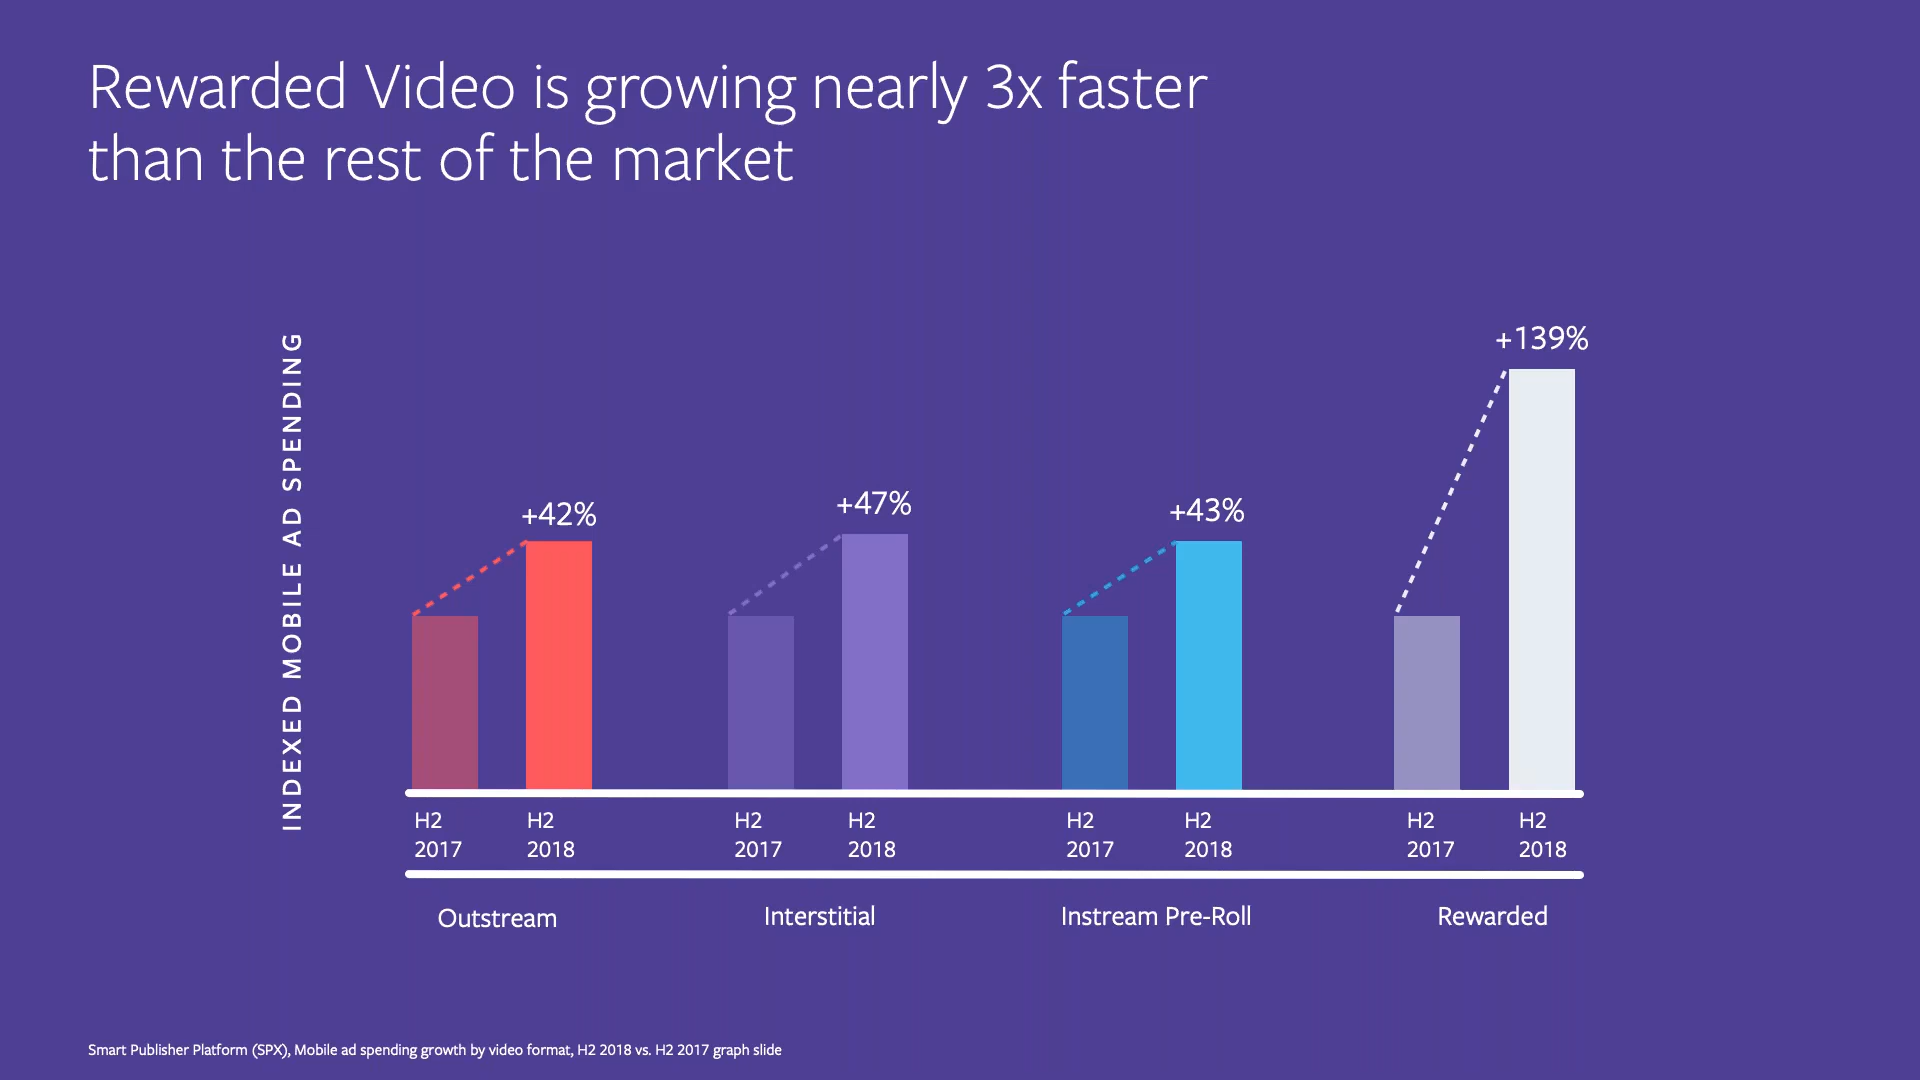 Rewarded Video is growing nearly 3x faster
than the rest of the market
INDEXED MOBILE AD SPENDING
+42%
+47%
+43%
+139%
H2
2017
H2
2018
H2
2017
H2
2018
H2
2017
H2
2018
H2
2017
H2
2018
Outstream
Interstitial
Instream Pre-Roll
Rewarded
Smart Publisher Platform (SPX), Mobile ad spending growth by video format, H2 2018 vs. H2 2017 graph slide